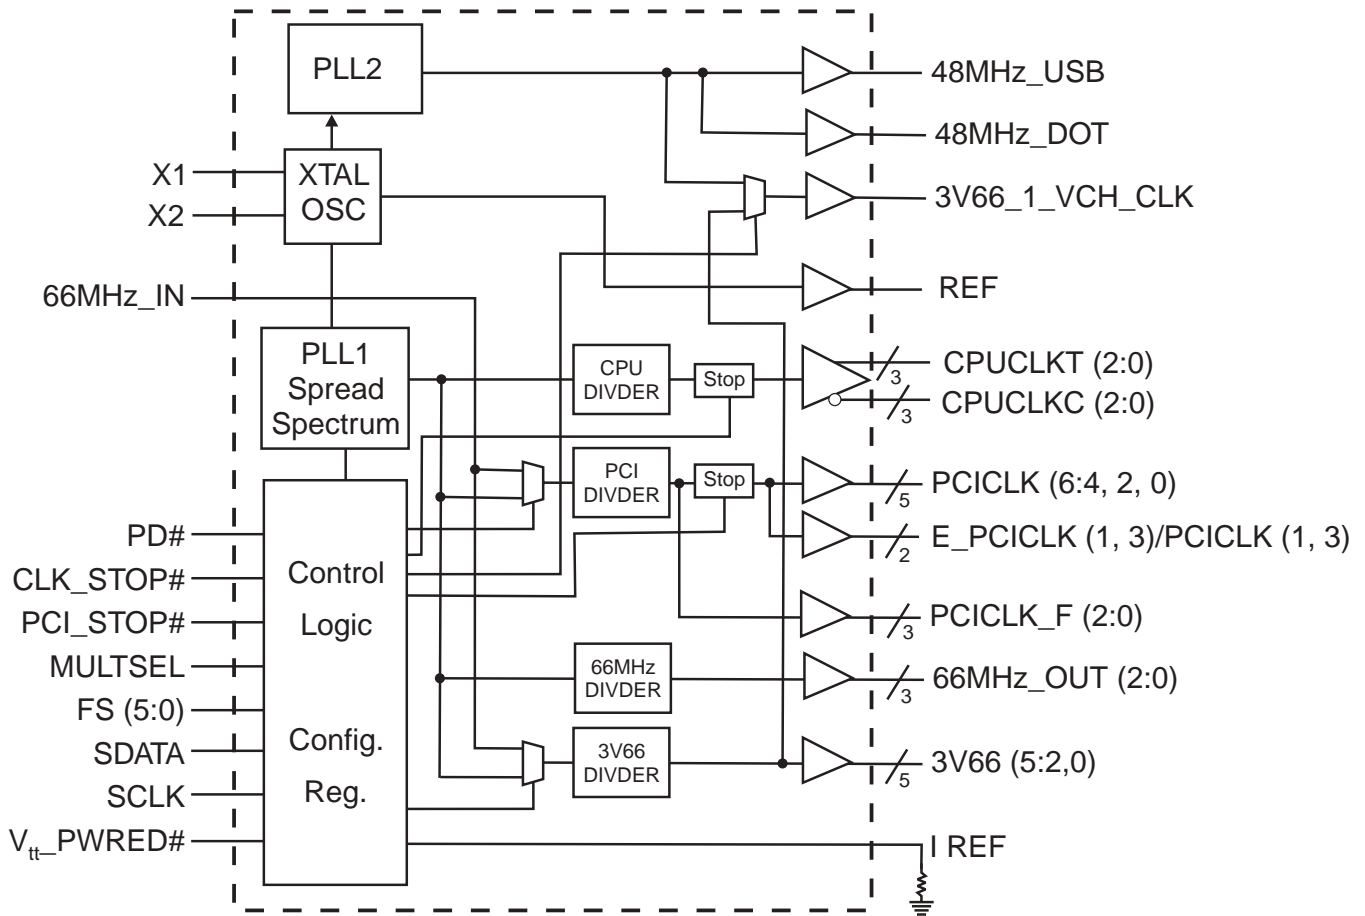 PLL2
48MHz_USB
48MHz_DOT
X1
X2
XTAL
OSC
3V66_1_VCH_CLK
66MHz_IN
REF
PLL1
Spread
Spectrum
CPU
DIVDER
Stop
3
CPUCLKT (2:0)
3
CPUCLKC (2:0)
PCI
DIVDER
Stop
5
PCICLK (6:4, 2, 0)
2
E_PCICLK (1, 3)/PCICLK (1, 3)
PD#
CLK_STOP#
PCI_STOP#
MULTSEL
FS (5:0)
SDATA
SCLK
Vtt_PWRED#
Control
Logic
Config.
Reg.
3
PCICLK_F (2:0)
66MHz
DIVDER
3
66MHz_OUT (2:0)
3V66
DIVDER
5
3V66 (5:2,0)
I REF